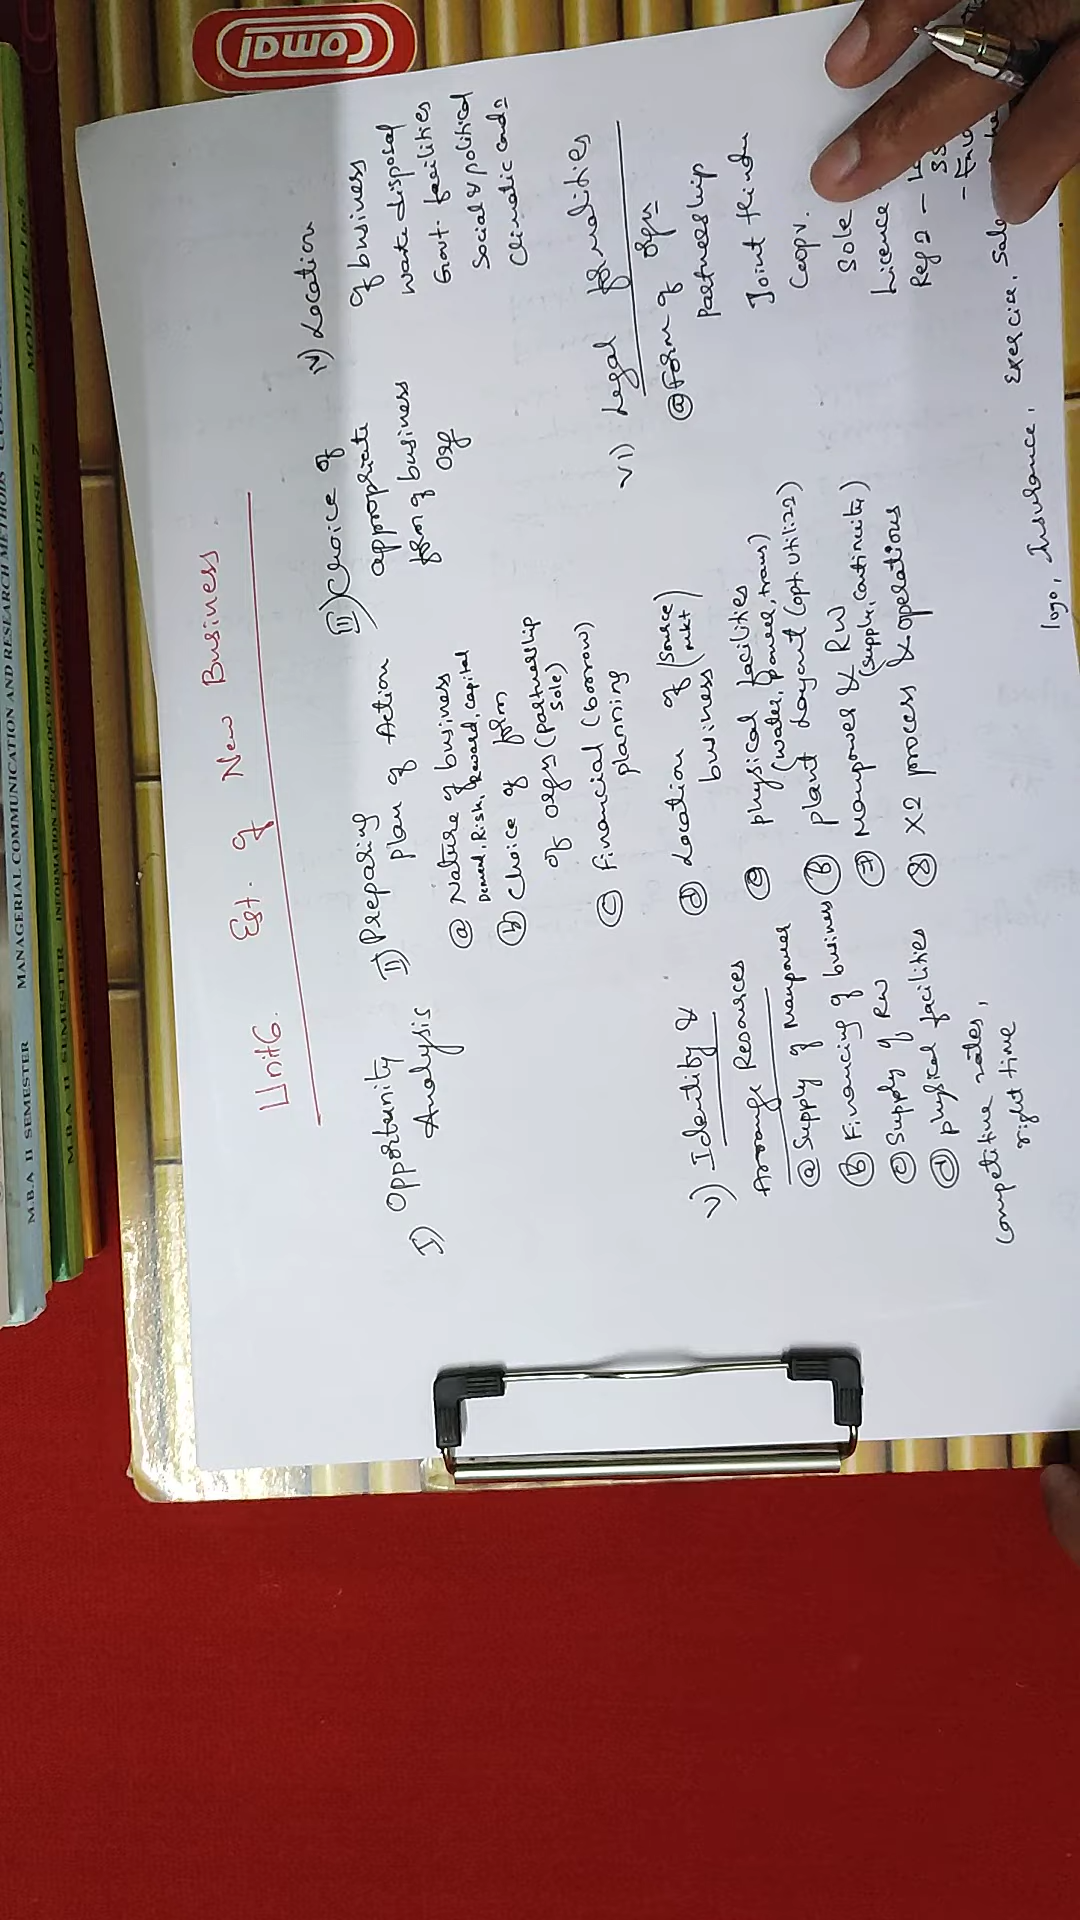 Comal
M.B.A II SEMESTER MANAGERIAL COMMUNICATION AND RESEARCH METHODS
M.B.A II SEMESTER INFORMATION TECHNOLOGY FOR MANAGERS COURSE-7 MODULE
Unit 6. Est. of New Business
I) Opportunity
Analysis
II) Preparing
plan of Action
ⓐ Nature of business
Demand, Risk, Reward, capital
ⓑ Choice of form
of orgn (Partnership
sole)
ⓒ Financial (borrow)
planning
ⓓ Location of (Source
business mkt)
ⓔ physical facilities
(water, power, trans)
ⓑ plant Layout (opt. utilizn)
⑦ Manpower & RW
(supply, Continuity)
⑧ X2 process & operations
III) Choice of
appropriate
form of business
org
IV) Location
of business
waste disposal
Govt. facilities
Social & political
Climatic condn
V) Identity &
Arrange Resources
ⓐ Supply of Manpower
ⓑ Financing of business
ⓒ Supply of RW
ⓓ physical facilities
Competitive rates,
right time
VI) Legal formalities
ⓐ Form of orgn
Partnership
Joint Hindu
Coop.
Sole
Licence
Reg2 -
logo, Insurance, Exercise, Sale